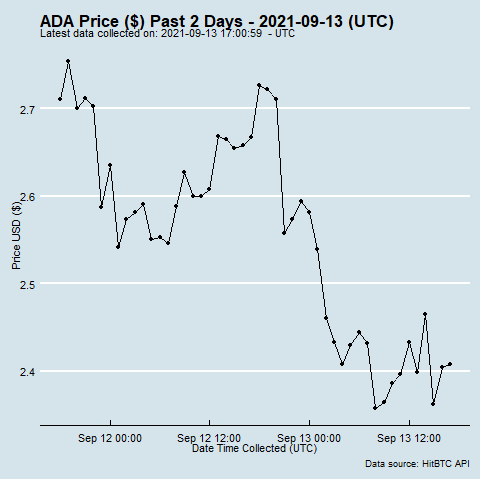 ADA Price ($) Past 2 Days - 2021-09-13 (UTC)
Latest data collected on: 2021-09-13 17:00:59 - UTC
Price USD ($)
2.7
2.6
2.5
2.4
Sep 12 00:00 Sep 12 12:00 Sep 13 00:00 Sep 13 12:00
Date Time Collected (UTC)
Data source: HitBTC API